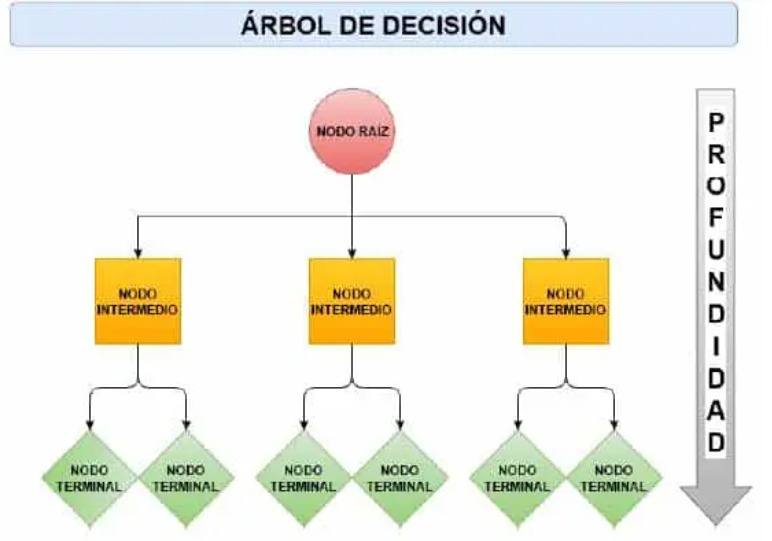 ÁRBOL DE DECISIÓN
NODO RAÍZ
NODO
INTERMEDIO
NODO
INTERMEDIO
NODO
INTERMEDIO
NODO
TERMINAL
NODO
TERMINAL
NODO
TERMINAL
NODO
TERMINAL
NODO
TERMINAL
NODO
TERMINAL
PROFUNDIDAD